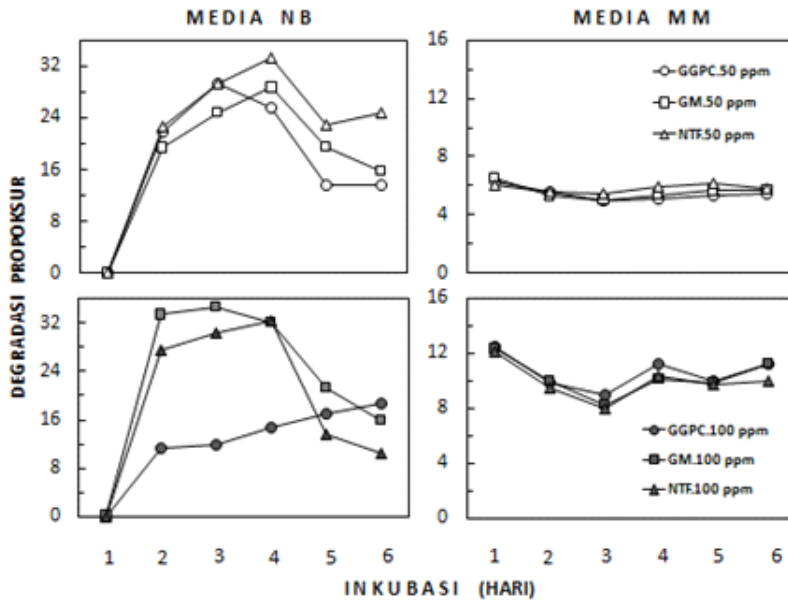 MEDIA NB
MEDIA MM
DEGRADASI PROPOKSUR
32
24
16
8
0
16
12
8
4
0
GGPC.50 ppm
GM.50 ppm
NTF.50 ppm
32
24
16
8
0
16
12
8
4
0
GGPC.100 ppm
GM.100 ppm
NTF.100 ppm
1 2 3 4 5 6
1 2 3 4 5 6
INKUBASI (HARI)